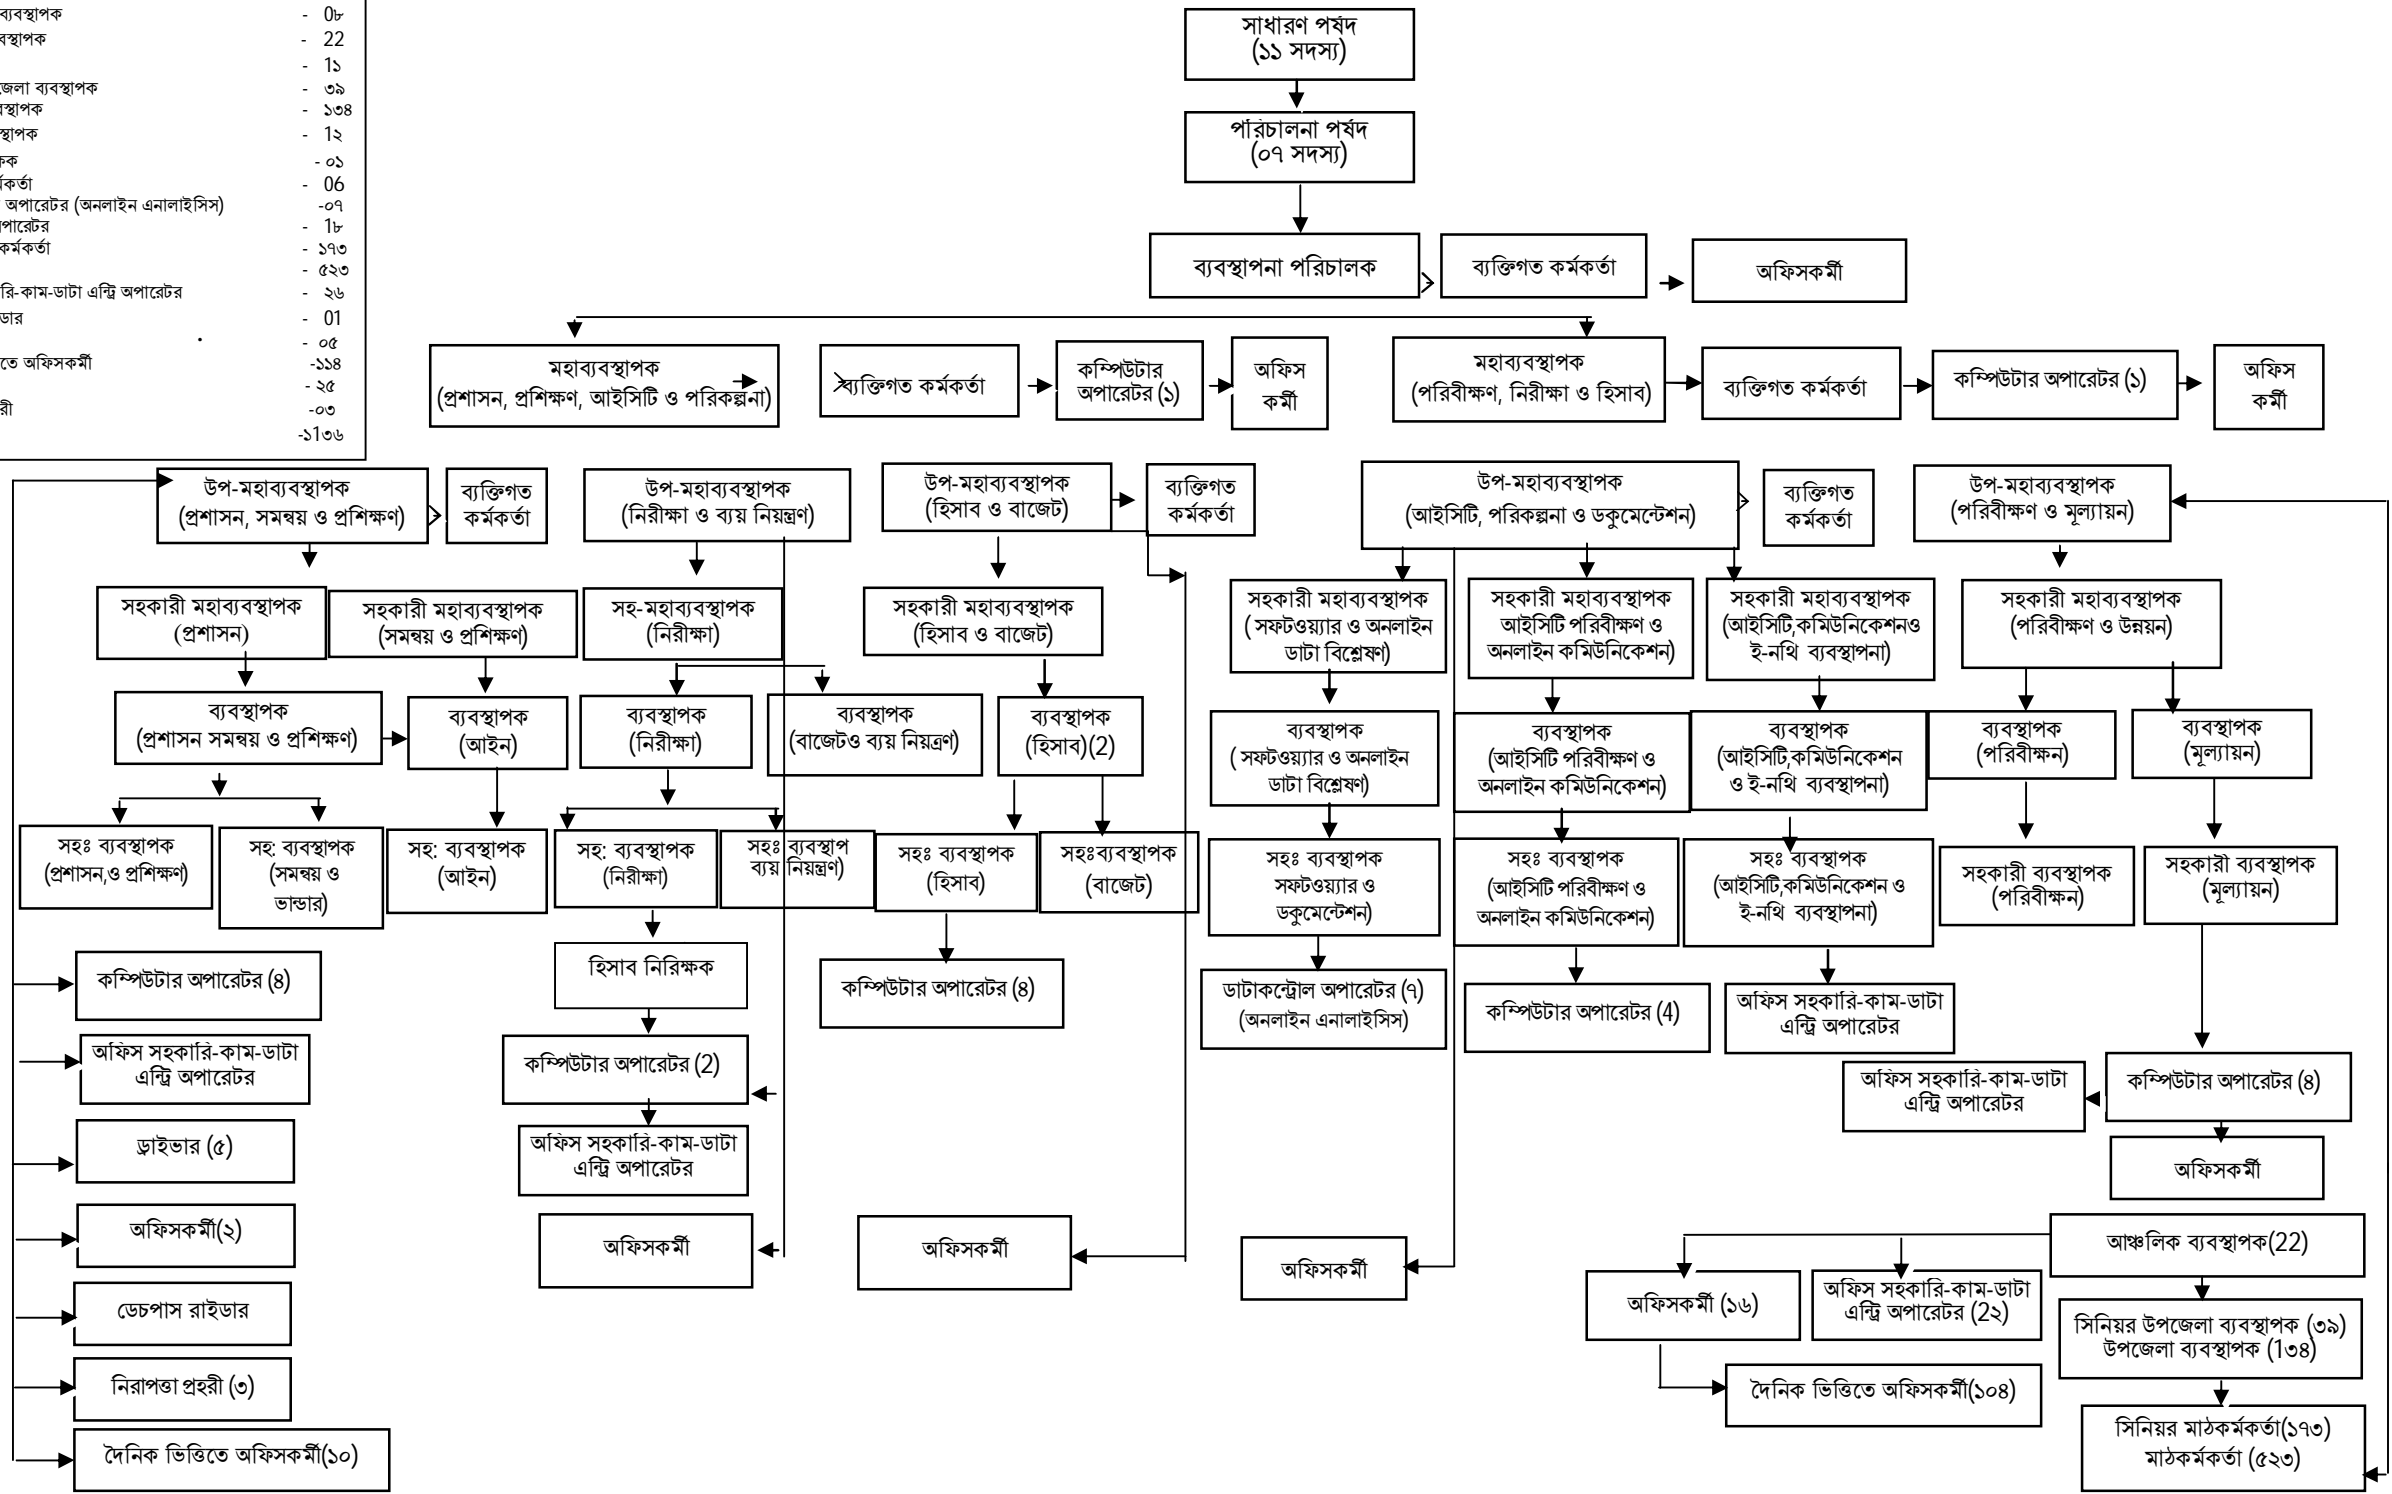 ব্যবস্থাপক - 0৮
ব্যবস্থাপক - 22
- 1১
জেলা ব্যবস্থাপক - ৩৯
- ১৩৪
- 1২
- ০১
- 06
অপারেটর (অনলাইন এনালাইসিস) -০৭
- 1৮
কর্মকর্তা - ১৭৩
- ৫২৩
রি-কাম-ডাটা এন্ট্রি অপারেটর - ২৬
ডার - 01
- ০৫
তে অফিসকর্মী -১১৪
- ২৫
রী -০৩
-১1৩৬
সাধারণ পর্ষদ
(১১ সদস্য)
পরিচালনা পর্ষদ
(০৭ সদস্য)
ব্যবস্থাপনা পরিচালক
ব্যক্তিগত কর্মকর্তা
অফিসকর্মী
মহাব্যবস্থাপক
(প্রশাসন, প্রশিক্ষণ, আইসিটি ও পরিকল্পনা)
ব্যক্তিগত কর্মকর্তা
কম্পিউটার
অপারেটর (১)
অফিস
কর্মী
মহাব্যবস্থাপক
(পরিবীক্ষণ, নিরীক্ষা ও হিসাব)
ব্যক্তিগত কর্মকর্তা
কম্পিউটার অপারেটর (১)
অফিস
কর্মী
উপ-মহাব্যবস্থাপক
(প্রশাসন, সমন্বয় ও প্রশিক্ষণ)
ব্যক্তিগত
কর্মকর্তা
উপ-মহাব্যবস্থাপক
(নিরীক্ষা ও ব্যয় নিয়ন্ত্রণ)
উপ-মহাব্যবস্থাপক
(হিসাব ও বাজেট)
ব্যক্তিগত
কর্মকর্তা
উপ-মহাব্যবস্থাপক
(আইসিটি, পরিকল্পনা ও ডকুমেন্টেশন)
ব্যক্তিগত
কর্মকর্তা
উপ-মহাব্যবস্থাপক
(পরিবীক্ষণ ও মূল্যায়ন)
সহকারী মহাব্যবস্থাপক
(প্রশাসন)
সহকারী মহাব্যবস্থাপক
(সমন্বয় ও প্রশিক্ষণ)
সহ-মহাব্যবস্থাপক
(নিরীক্ষা)
সহকারী মহাব্যবস্থাপক
(হিসাব ও বাজেট)
সহকারী মহাব্যবস্থাপক
( সফটওয়্যার ও অনলাইন
ডাটা বিশ্লেষণ)
সহকারী মহাব্যবস্থাপক
আইসিটি পরিবীক্ষণ ও
অনলাইন কমিউনিকেশন)
সহকারী মহাব্যবস্থাপক
(আইসিটি,কমিউনিকেশনও
ই-নথি ব্যবস্থাপনা)
সহকারী মহাব্যবস্থাপক
(পরিবীক্ষণ ও উন্নয়ন)
ব্যবস্থাপক
(প্রশাসন সমন্বয় ও প্রশিক্ষণ)
ব্যবস্থাপক
(আইন)
ব্যবস্থাপক
(নিরীক্ষা)
ব্যবস্থাপক
(বাজেটও ব্যয় নিয়ত্রণ)
ব্যবস্থাপক
(হিসাব)(2)
ব্যবস্থাপক
( সফটওয়্যার ও অনলাইন
ডাটা বিশ্লেষণ)
ব্যবস্থাপক
(আইসিটি পরিবীক্ষণ ও
অনলাইন কমিউনিকেশন)
ব্যবস্থাপক
(আইসিটি,কমিউনিকেশন
ও ই-নথি ব্যবস্থাপনা)
ব্যবস্থাপক
(পরিবীক্ষন)
ব্যবস্থাপক
(মূল্যায়ন)
সহঃ ব্যবস্থাপক
(প্রশাসন,ও প্রশিক্ষণ)
সহ: ব্যবস্থাপক
(সমন্বয় ও
ভান্ডার)
সহ: ব্যবস্থাপক
(আইন)
সহ: ব্যবস্থাপক
(নিরীক্ষা)
সহঃ ব্যবস্থাপ
ব্যয় নিয়ন্ত্রণ)
সহঃ ব্যবস্থাপক
(হিসাব)
সহঃব্যবস্থাপক
(বাজেট)
সহঃ ব্যবস্থাপক
সফটওয়্যার ও
ডকুমেন্টেশন)
সহঃ ব্যবস্থাপক
(আইসিটি পরিবীক্ষণ ও
অনলাইন কমিউনিকেশন)
সহঃ ব্যবস্থাপক
(আইসিটি,কমিউনিকেশন ও
ই-নথি ব্যবস্থাপনা)
সহকারী ব্যবস্থাপক
(পরিবীক্ষন)
সহকারী ব্যবস্থাপক
(মূল্যায়ন)
কম্পিউটার অপারেটর (৪)
হিসাব নিরিক্ষক
কম্পিউটার অপারেটর (৪)
ডাটাকন্ট্রোল অপারেটর (৭)
(অনলাইন এনালাইসিস)
কম্পিউটার অপারেটর (4)
অফিস সহকারি-কাম-ডাটা
এন্ট্রি অপারেটর
অফিস সহকারি-কাম-ডাটা
এন্ট্রি অপারেটর
কম্পিউটার অপারেটর (2)
অফিস সহকারি-কাম-ডাটা
এন্ট্রি অপারেটর
কম্পিউটার অপারেটর (৪)
ড্রাইভার (৫)
অফিস সহকারি-কাম-ডাটা
এন্ট্রি অপারেটর
অফিসকর্মী
অফিসকর্মী(২)
অফিসকর্মী
অফিসকর্মী
অফিসকর্মী
আঞ্চলিক ব্যবস্থাপক(22)
ডেচপাস রাইডার
অফিসকর্মী (১৬)
অফিস সহকারি-কাম-ডাটা
এন্ট্রি অপারেটর (2২)
সিনিয়র উপজেলা ব্যবস্থাপক (৩৯)
উপজেলা ব্যবস্থাপক (1৩৪)
নিরাপত্তা প্রহরী (৩)
দৈনিক ভিত্তিতে অফিসকর্মী(১০৪)
দৈনিক ভিত্তিতে অফিসকর্মী(১০)
সিনিয়র মাঠকর্মকর্তা(১৭৩)
মাঠকর্মকর্তা (৫২৩)